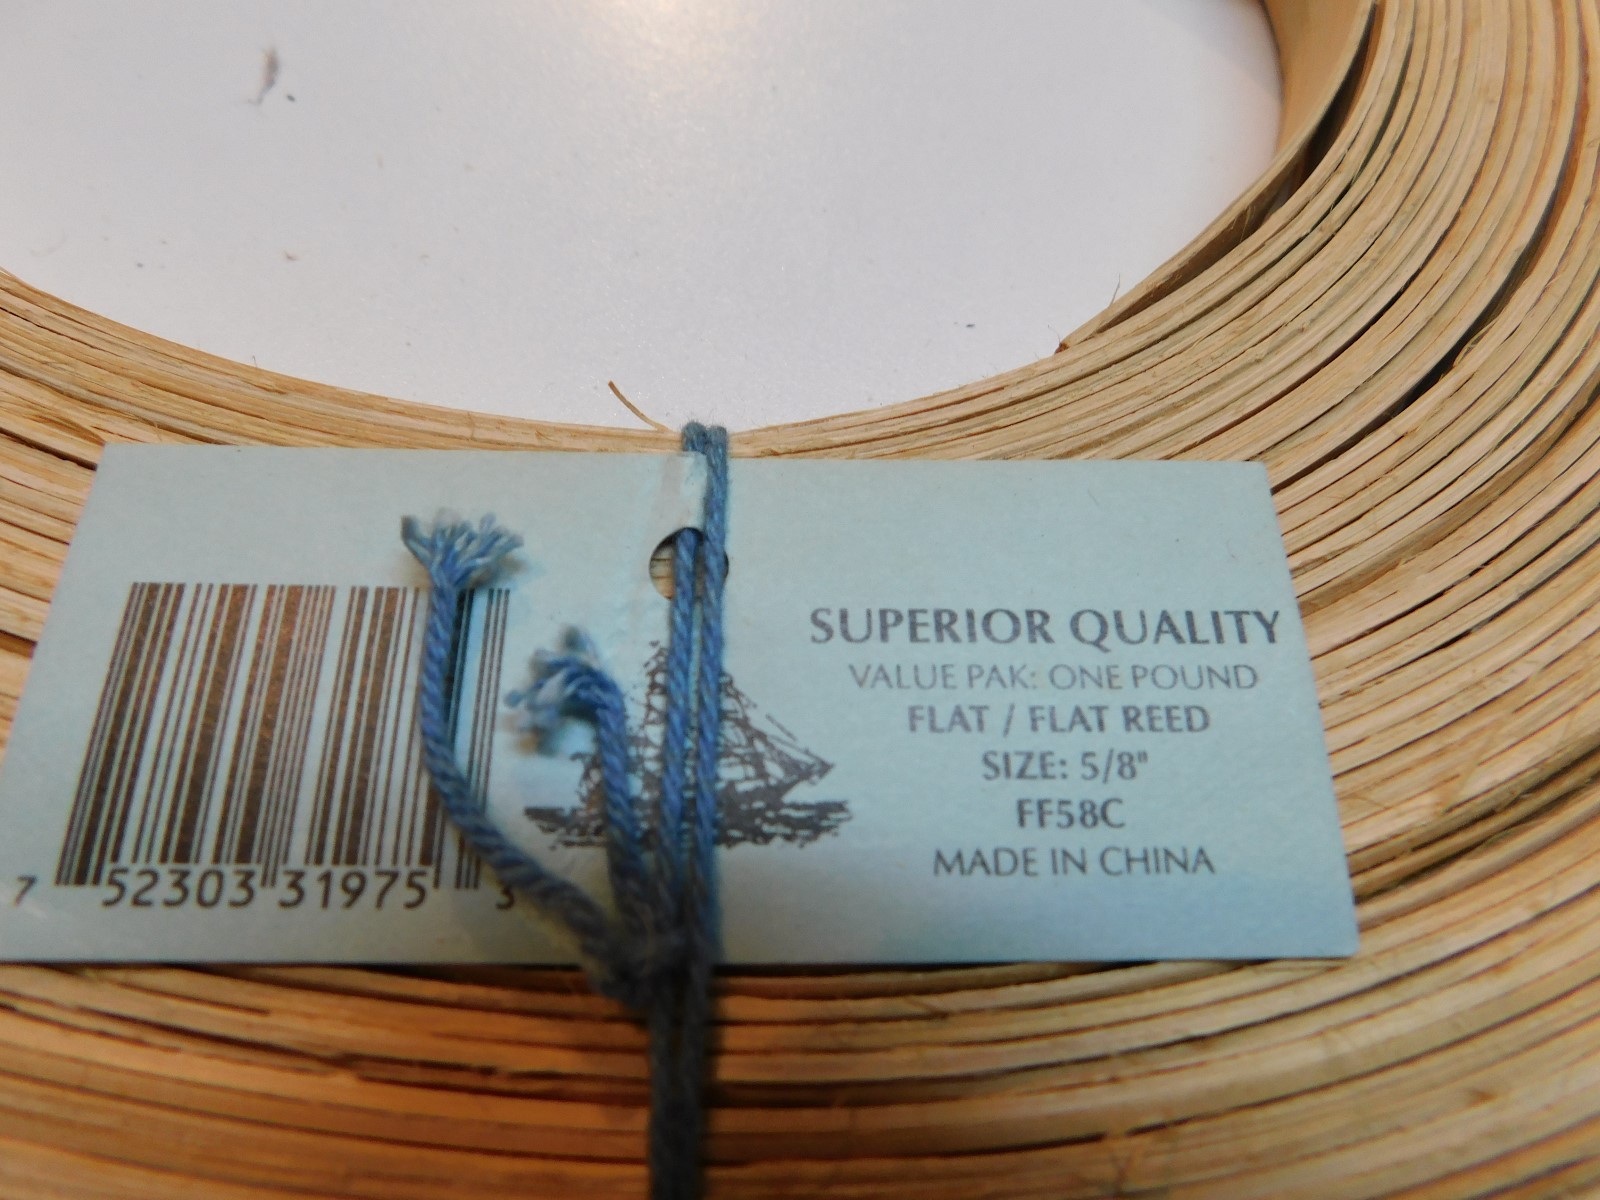 SUPERIOR QUALITY
VALUE PAK: ONE POUND
FLAT / FLAT REED
SIZE: 5/8"
FF58C
MADE IN CHINA
7 52303 31975 3